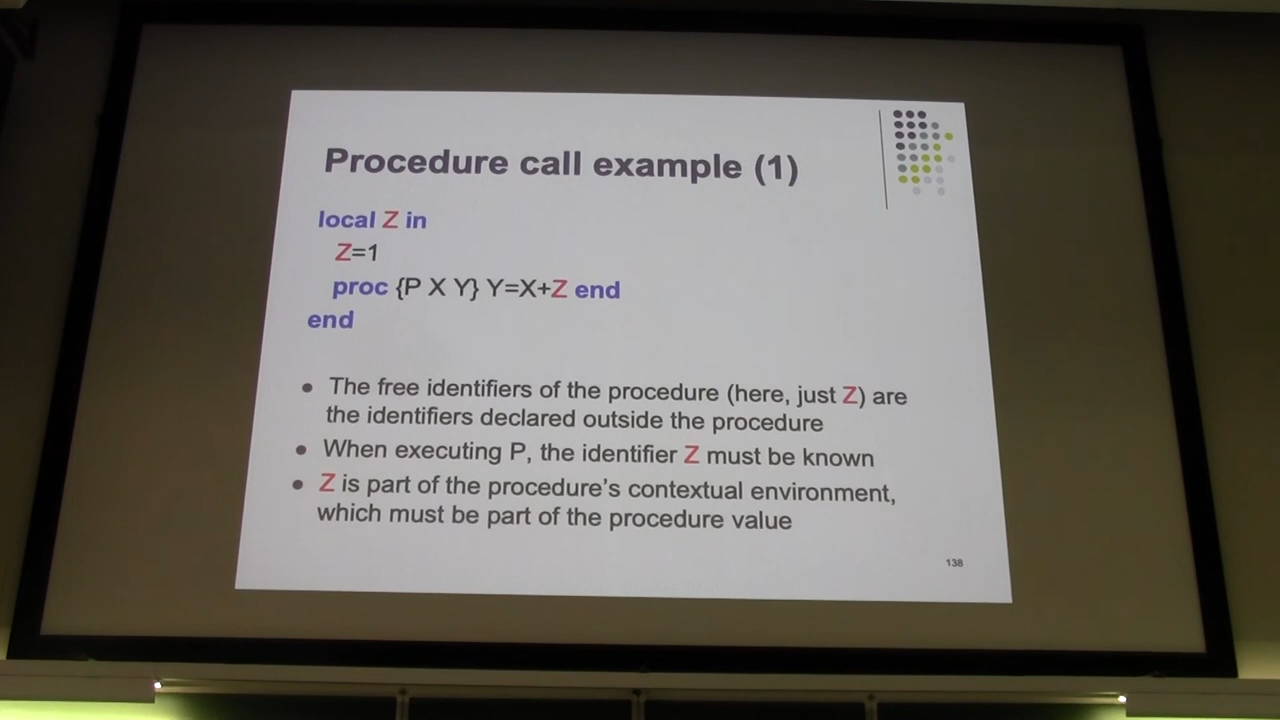 Procedure call example (1)
local Z in
Z=1
proc {P X Y} Y=X+Z end
end
• The free identifiers of the procedure (here, just Z) are
the identifiers declared outside the procedure
• When executing P, the identifier Z must be known
• Z is part of the procedure's contextual environment,
which must be part of the procedure value
138